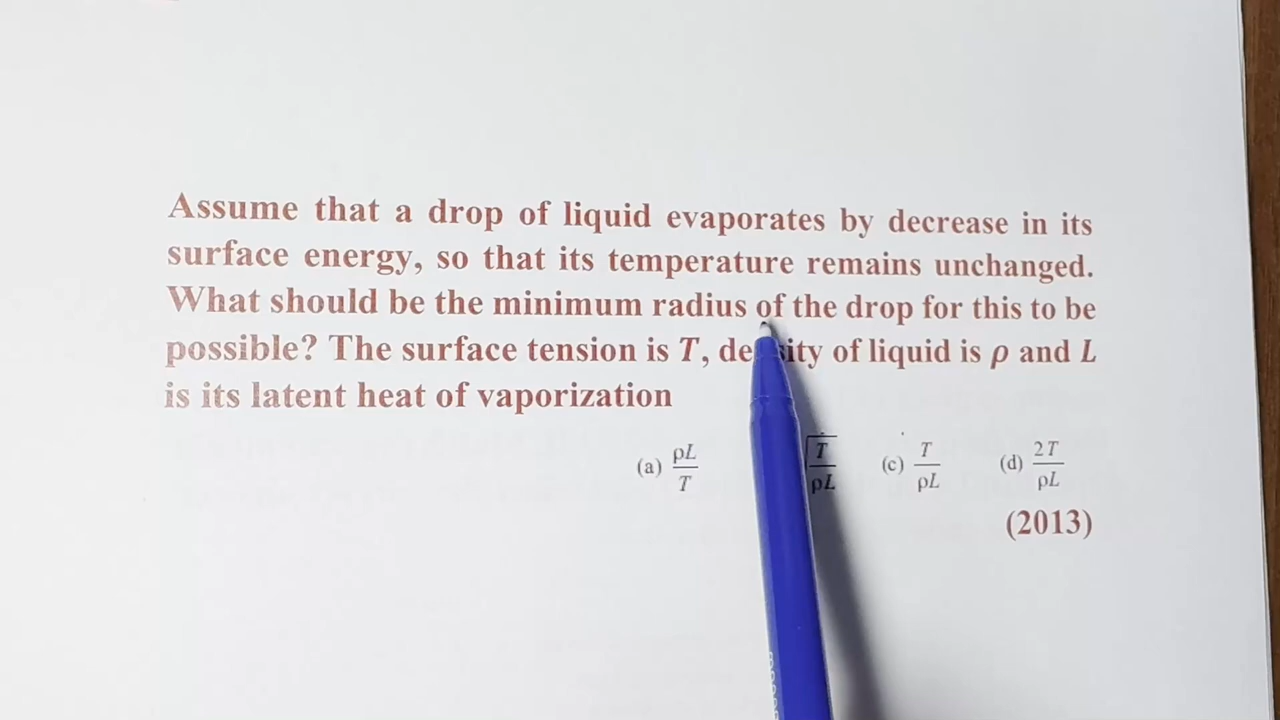 Assume that a drop of liquid evaporates by decrease in its
surface energy, so that its temperature remains unchanged.
What should be the minimum radius of the drop for this to be
possible? The surface tension is T, density of liquid is ρ and L
is its latent heat of vaporization
(a) ρL/T √(T/ρL) (c) T/ρL (d) 2T/ρL
(2013)